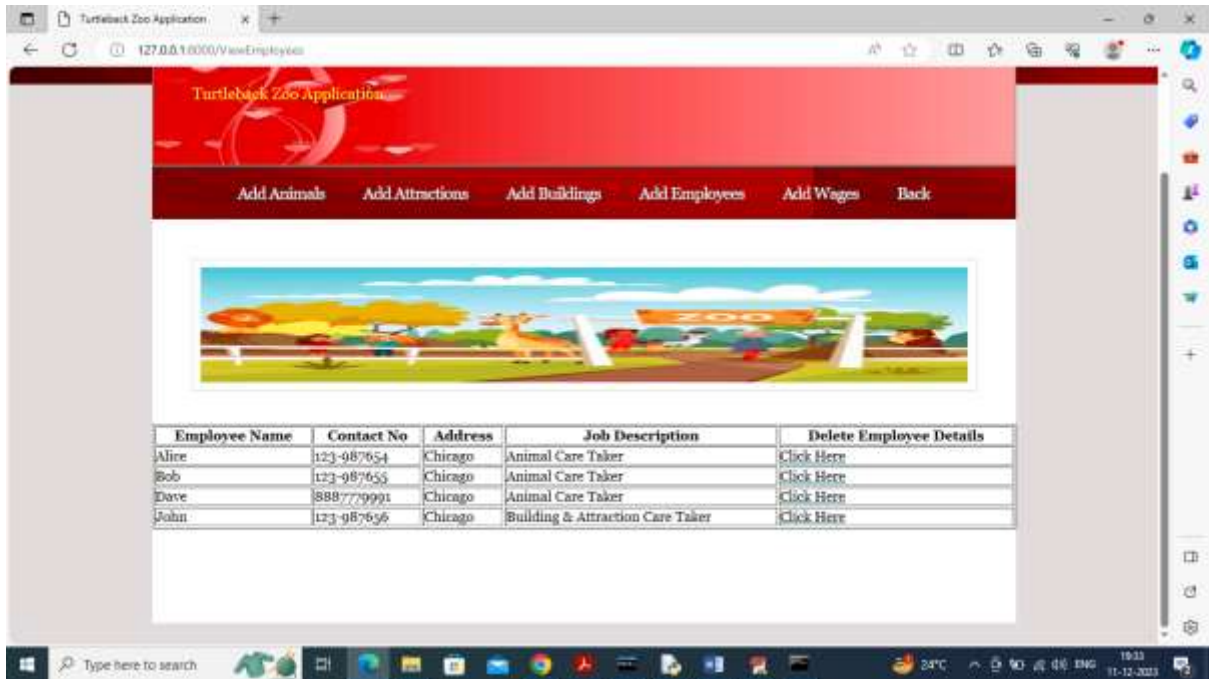 Turtleback Zoo Application
127.0.0.1:8000/ViewEmployees
Turtleback Zoo Application
Add Animals Add Attractions Add Buildings Add Employees Add Wages Back
ZOO
Employee Name Contact No Address Job Description Delete Employee Details
Alice 123-987654 Chicago Animal Care Taker Click Here
Bob 123-987655 Chicago Animal Care Taker Click Here
Dave 8887779991 Chicago Animal Care Taker Click Here
John 123-987656 Chicago Building & Attraction Care Taker Click Here
Type here to search
24°C
ENG
19:33
11-12-2023